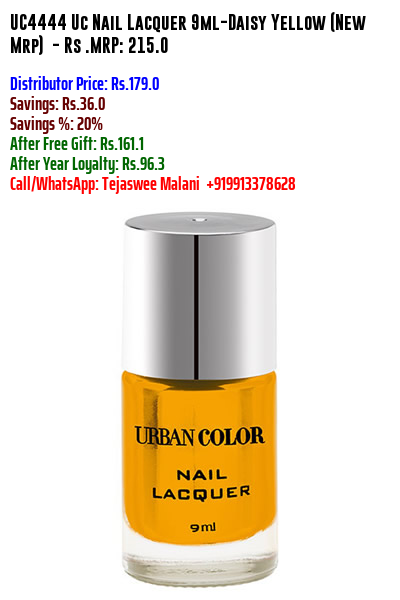 UC4444 Uc Nail Lacquer 9ml-Daisy Yellow (New
Mrp) - Rs .MRP: 215.0
Distributor Price: Rs.179.0
Savings: Rs.36.0
Savings %: 20%
After Free Gift: Rs.161.1
After Year Loyalty: Rs.96.3
Call/WhatsApp: Tejaswee Malani +919913378628
URBAN COLOR
NAIL
LACQUER
9 ml